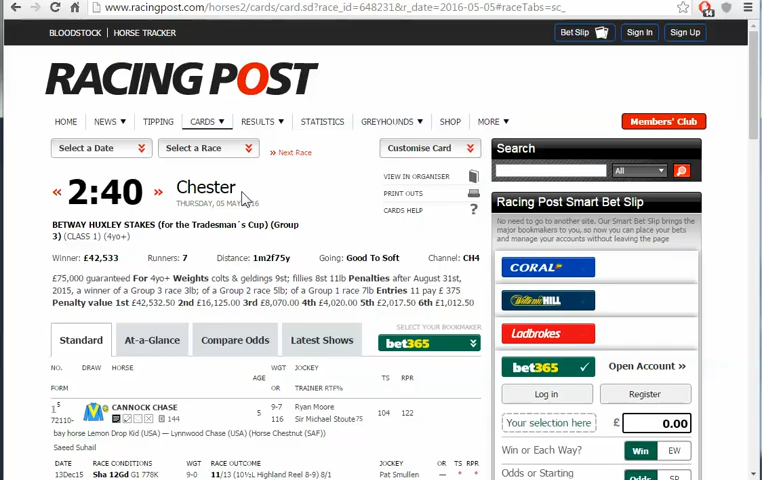 www.racingpost.com/horses2/cards/card.sd?race_id=648231&r_date=2016-05-05#raceTabs=sc_
14
BLOODSTOCK | HORSE TRACKER
Bet Slip
Sign In
Sign Up
RACING POST
HOME
NEWS
TIPPING
CARDS
RESULTS
STATISTICS
GREYHOUNDS
SHOP
MORE
Members' Club
Select a Date
Select a Race
» Next Race
Customise Card
VIEW IN ORGANISER
PRINT OUTS
CARDS HELP
?
« 2:40 » Chester
THURSDAY, 05 MAY
16
BETWAY HUXLEY STAKES (for the Tradesman´s Cup) (Group
3) (CLASS 1) (4yo+)
Winner: £42,533 Runners: 7 Distance: 1m2f75y Going: Good To Soft Channel: CH4
£75,000 guaranteed For 4yo+ Weights colts & geldings 9st; fillies 8st 11lb Penalties after August 31st,
2015, a winner of a Group 3 race 3lb; of a Group 2 race 5lb; of a Group 1 race 7lb Entries 11 pay £ 375
Penalty value 1st £42,532.50 2nd £16,125.00 3rd £8,070.00 4th £4,020.00 5th £2,017.50 6th £1,012.50
Standard
At-a-Glance
Compare Odds
Latest Shows
SELECT YOUR BOOKMAKER
bet365
NO. DRAW HORSE AGE WGT JOCKEY TS RPR
FORM OR TRAINER RTF%
1 5 CANNOCK CHASE 5 9-7 Ryan Moore 104 122
72110- 144 116 Sir Michael Stoute 75
bay horse Lemon Drop Kid (USA) — Lynnwood Chase (USA) (Horse Chestnut (SAF))
Saeed Suhail
DATE RACE CONDITIONS WGT RACE OUTCOME JOCKEY OR TS RPR
13Dec15 Sha 12Gd G1 778K 9-0 11/13 (10½L Highland Reel 8-9) 8/1 Pat Smullen — * *
Search
All
Racing Post Smart Bet Slip
No need to go to another site. Our Smart Bet Slip links the
major bookmakers to you, so now you can place your bets
and manage your accounts without leaving the page
CORAL
William HILL
Ladbrokes
bet365 ✓
Open Account »
Log in
Register
Your selection here
£ 0.00
Win or Each Way?
Win
EW
Odds or Starting
Odds
SP